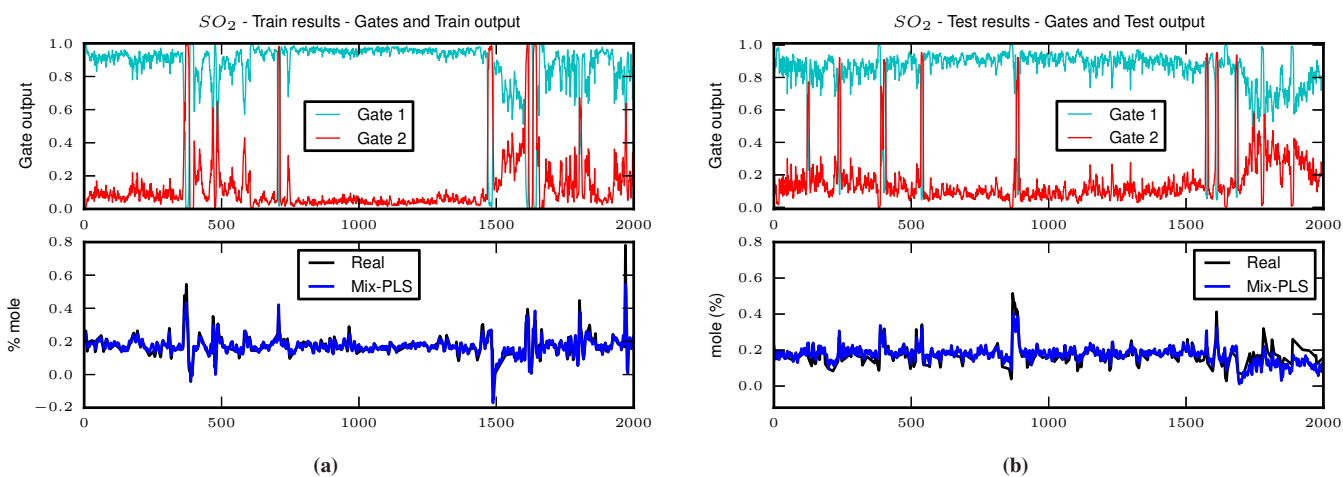 SO2 - Train results - Gates and Train output
1.0
0.8
0.6
0.4
0.2
0.0
Gate output
Gate 1
Gate 2
0
500
1000
1500
2000
0.8
0.6
0.4
0.2
0.0
−0.2
% mole
Real
Mix-PLS
0
500
1000
1500
2000
(a)
SO2 - Test results - Gates and Test output
1.0
0.8
0.6
0.4
0.2
0.0
Gate output
Gate 1
Gate 2
0
500
1000
1500
2000
0.8
0.6
0.4
0.2
0.0
mole (%)
Real
Mix-PLS
0
500
1000
1500
2000
(b)